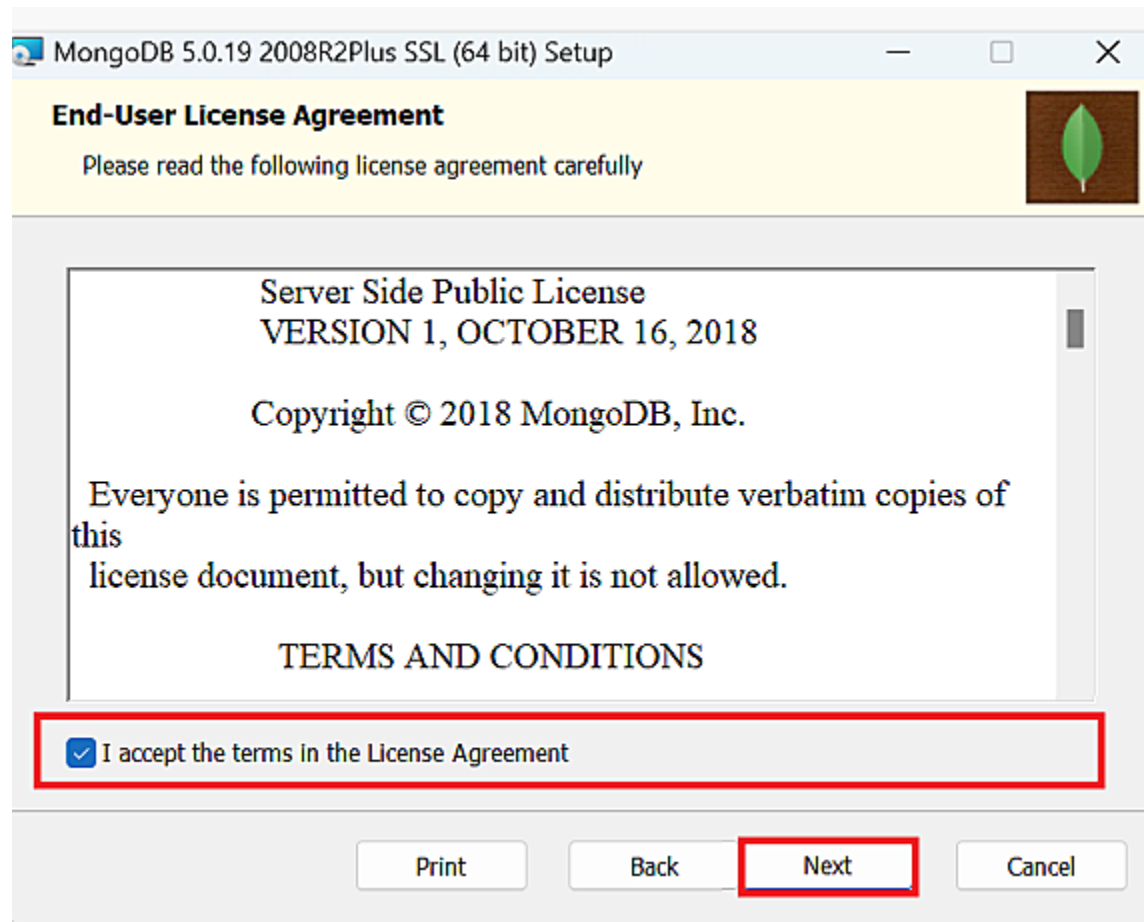 MongoDB 5.0.19 2008R2Plus SSL (64 bit) Setup
End-User License Agreement
Please read the following license agreement carefully
Server Side Public License
VERSION 1, OCTOBER 16, 2018
Copyright © 2018 MongoDB, Inc.
Everyone is permitted to copy and distribute verbatim copies of
this
license document, but changing it is not allowed.
TERMS AND CONDITIONS
I accept the terms in the License Agreement
Print Back Next Cancel